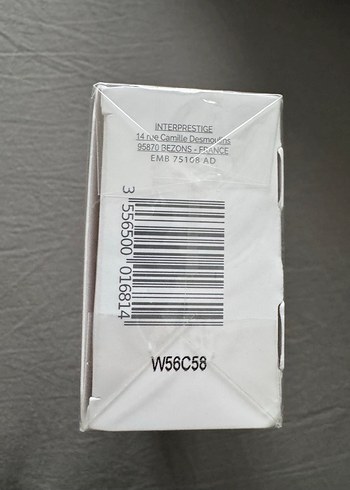 INTERPRESTIGE
14 rue Camille Desmoulins
95870 BEZONS - FRANCE
EMB 75108 AD
3 556500 016814
W56C58